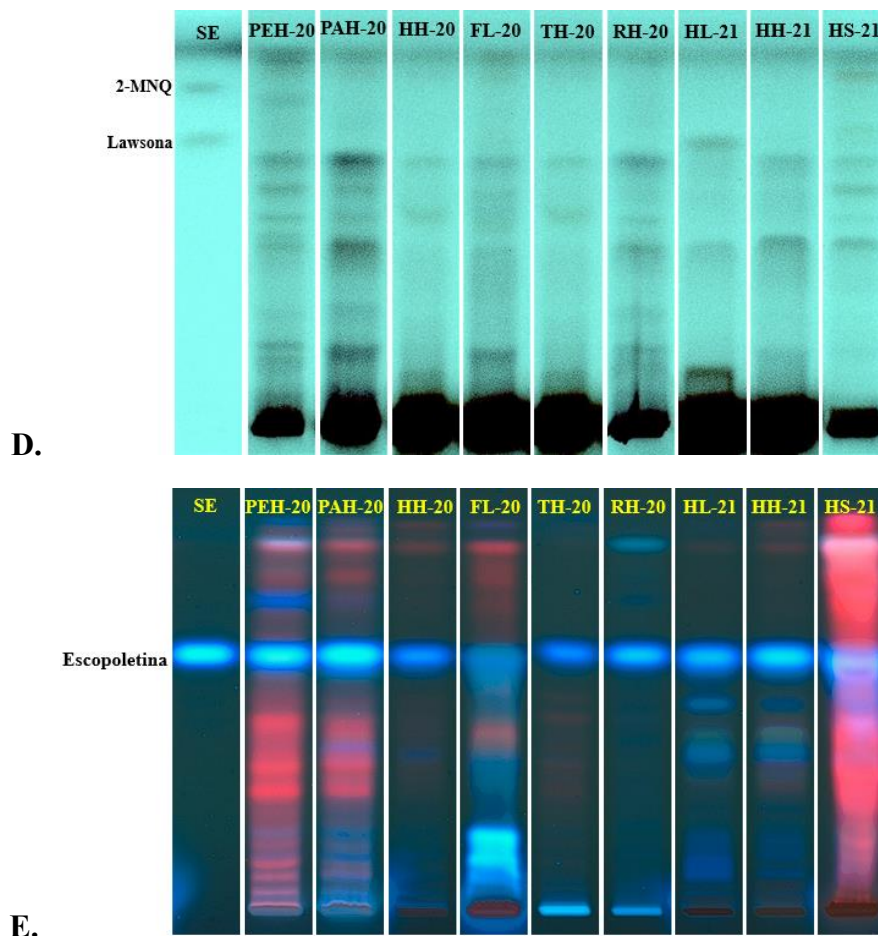 SE PEH-20 PAH-20 HH-20 FL-20 TH-20 RH-20 HL-21 HH-21 HS-21
2-MNQ
Lawsona
D.
SE PEH-20 PAH-20 HH-20 FL-20 TH-20 RH-20 HL-21 HH-21 HS-21
Escopoletina
E.